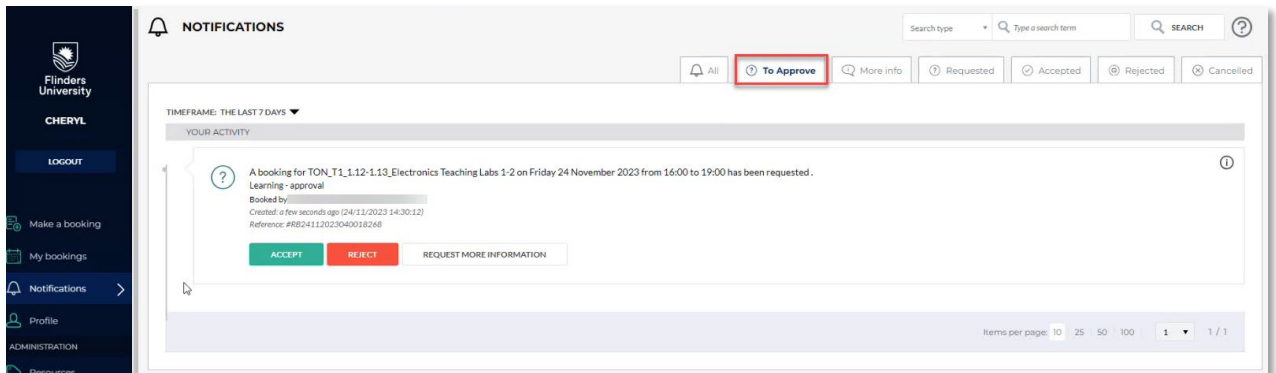 Flinders
University
CHERYL
LOGOUT
Make a booking
My bookings
Notifications
Profile
ADMINISTRATION
Resources
NOTIFICATIONS
Search type
Type a search term
SEARCH
All
To Approve
More info
Requested
Accepted
Rejected
Cancelled
TIMEFRAME: THE LAST 7 DAYS
YOUR ACTIVITY
A booking for TON_T1_1.12-1.13_Electronics Teaching Labs 1-2 on Friday 24 November 2023 from 16:00 to 19:00 has been requested .
Learning - approval
Booked by
Created: a few seconds ago (24/11/2023 14:30:12)
Reference: #RB24112023040018268
ACCEPT
REJECT
REQUEST MORE INFORMATION
Items per page: 10 25 50 100 1 1 / 1